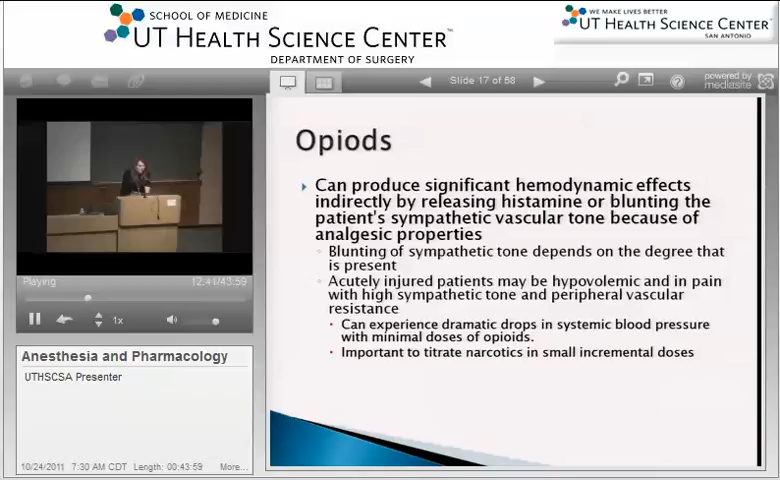 SCHOOL OF MEDICINE
UT HEALTH SCIENCE CENTER™
DEPARTMENT OF SURGERY
WE MAKE LIVES BETTER
UT HEALTH SCIENCE CENTER
SAN ANTONIO
Slide 17 of 58
powered by
mediasite
Opiods
Can produce significant hemodynamic effects
indirectly by releasing histamine or blunting the
patient's sympathetic vascular tone because of
analgesic properties
Blunting of sympathetic tone depends on the degree that
is present
Acutely injured patients may be hypovolemic and in pain
with high sympathetic tone and peripheral vascular
resistance
Can experience dramatic drops in systemic blood pressure
with minimal doses of opioids.
Important to titrate narcotics in small incremental doses
Playing
12:41/43:59
1x
Anesthesia and Pharmacology
UTHSCSA Presenter
10/24/2011 7:30 AM CDT Length: 00:43:59 More...